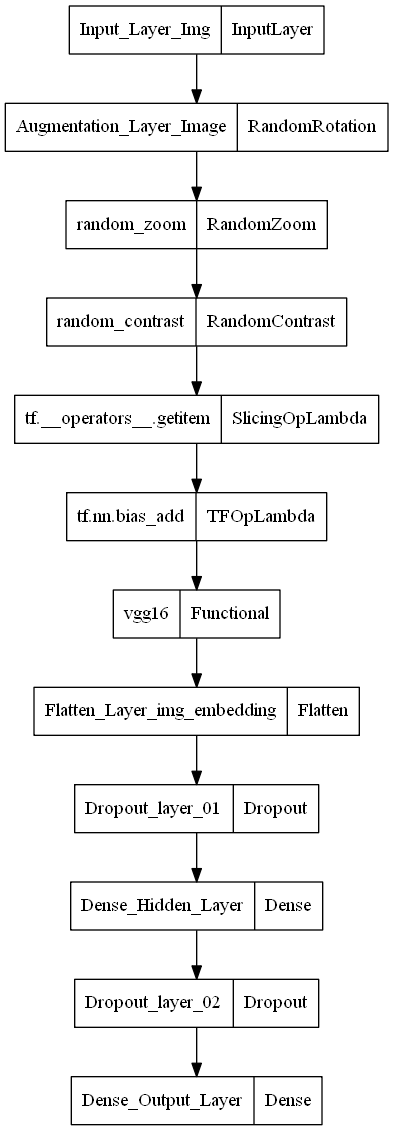 Input_Layer_Img InputLayer
Augmentation_Layer_Image RandomRotation
random_zoom RandomZoom
random_contrast RandomContrast
tf.__operators__.getitem SlicingOpLambda
tf.nn.bias_add TFOpLambda
vgg16 Functional
Flatten_Layer_img_embedding Flatten
Dropout_layer_01 Dropout
Dense_Hidden_Layer Dense
Dropout_layer_02 Dropout
Dense_Output_Layer Dense